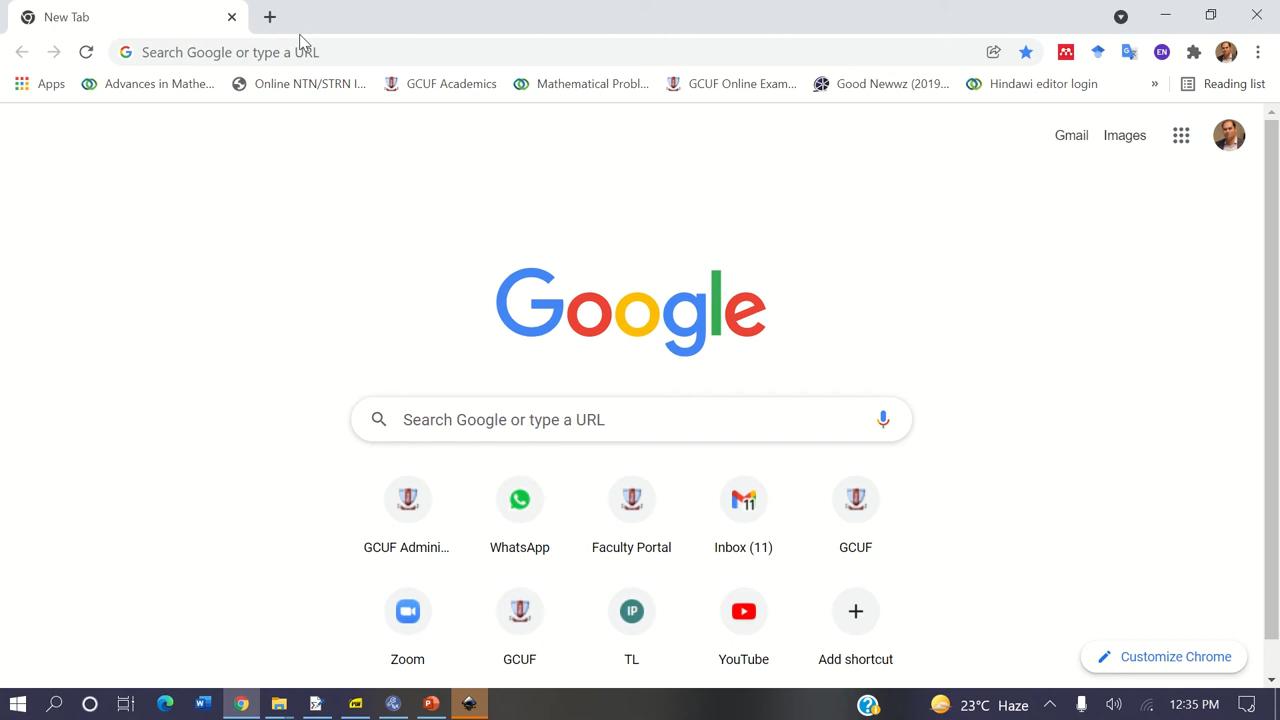 New Tab
Search Google or type a URL
EN
Apps
Advances in Mathe...
Online NTN/STRN I...
GCUF Academics
Mathematical Probl...
GCUF Online Exam...
Good Newwz (2019...
Hindawi editor login
»
Reading list
Gmail
Images
Google
Search Google or type a URL
GCUF Admini...
WhatsApp
Faculty Portal
11
Inbox (11)
GCUF
Zoom
GCUF
IP
TL
YouTube
Add shortcut
Customize Chrome
23°C Haze
12:35 PM